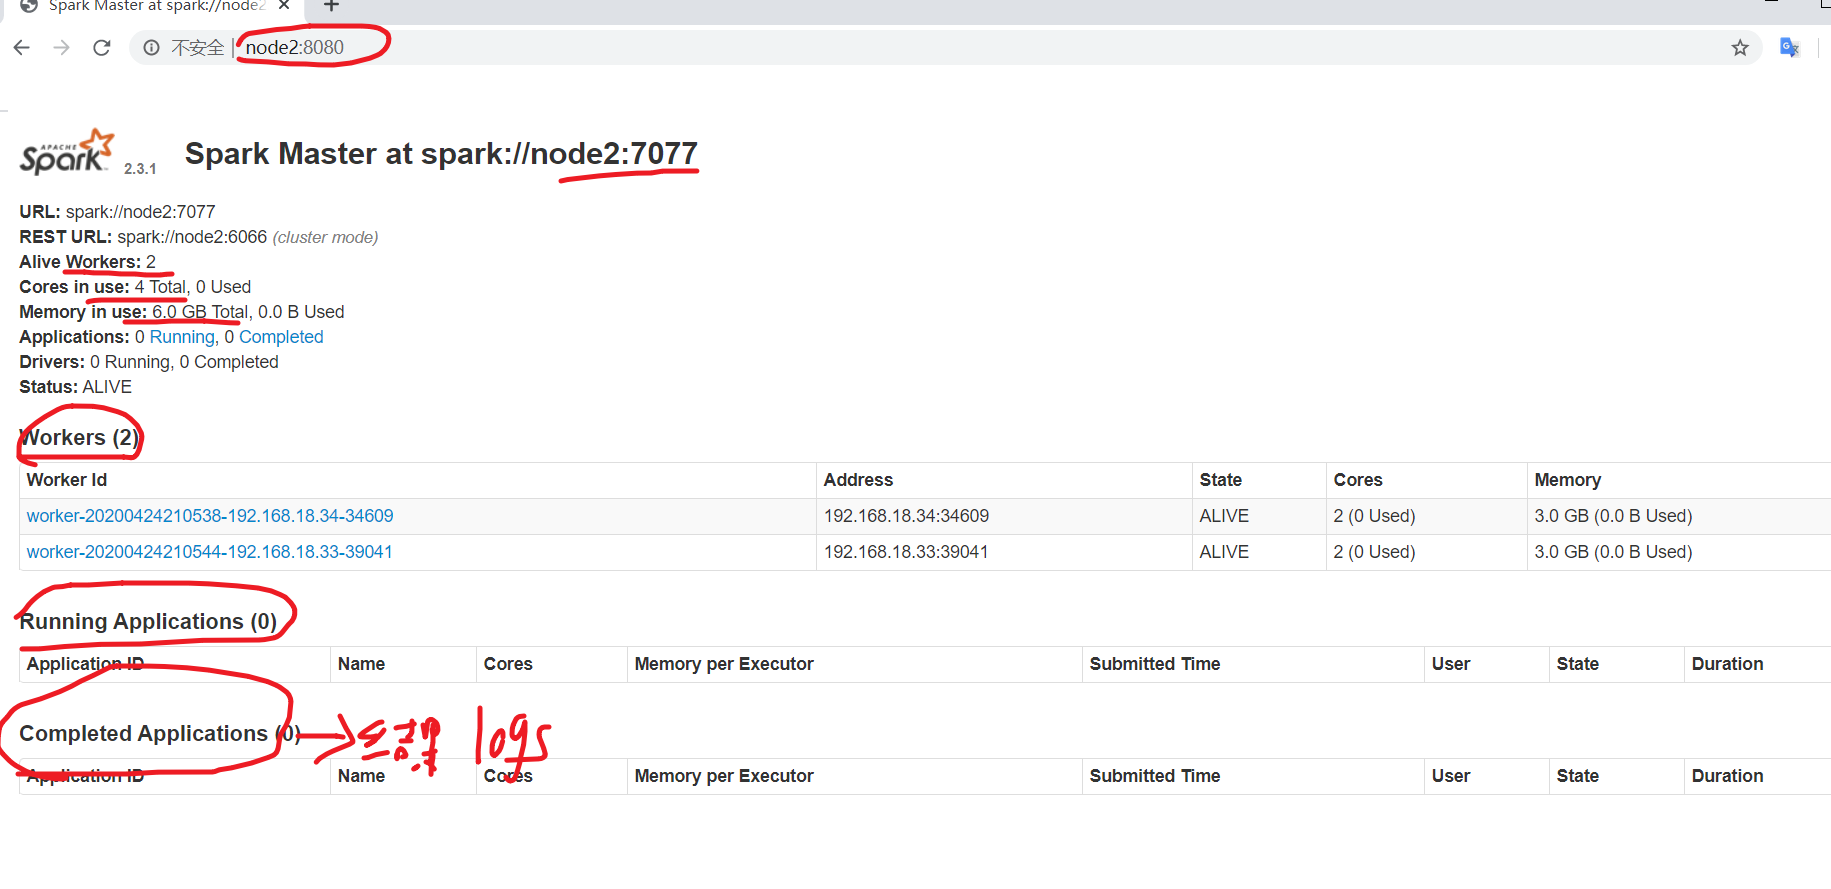 Spark Master at spark://node2
不安全 node2:8080
APACHE Spark 2.3.1 Spark Master at spark://node2:7077
URL: spark://node2:7077
REST URL: spark://node2:6066 (cluster mode)
Alive Workers: 2
Cores in use: 4 Total, 0 Used
Memory in use: 6.0 GB Total, 0.0 B Used
Applications: 0 Running, 0 Completed
Drivers: 0 Running, 0 Completed
Status: ALIVE
Workers (2)
Worker Id Address State Cores Memory
worker-20200424210538-192.168.18.34-34609 192.168.18.34:34609 ALIVE 2 (0 Used) 3.0 GB (0.0 B Used)
worker-20200424210544-192.168.18.33-39041 192.168.18.33:39041 ALIVE 2 (0 Used) 3.0 GB (0.0 B Used)
Running Applications (0)
Application ID Name Cores Memory per Executor Submitted Time User State Duration
Completed Applications (0) logs
Application ID Name Cores Memory per Executor Submitted Time User State Duration